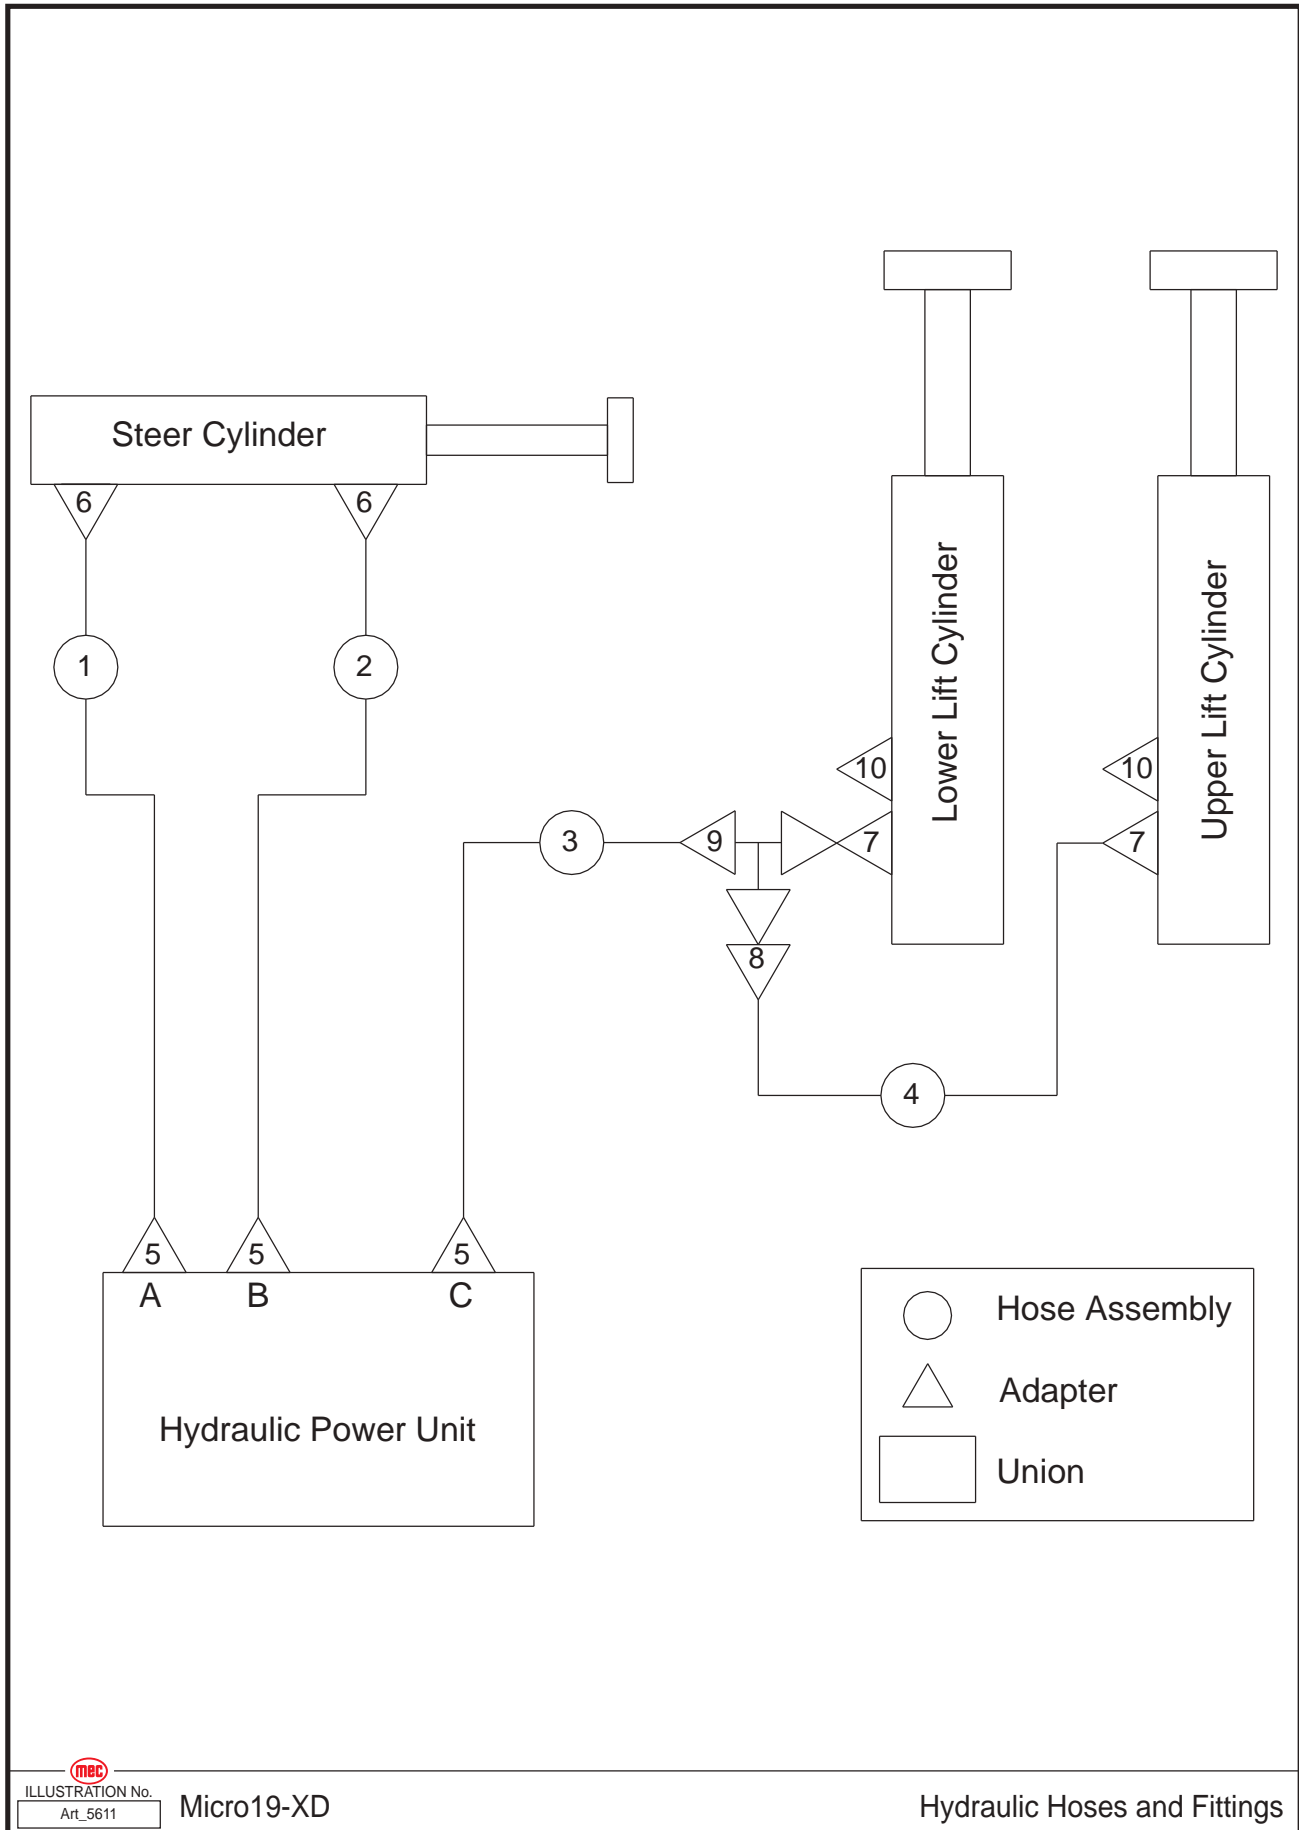 Steer Cylinder
6
6
1
2
Lower Lift Cylinder
Upper Lift Cylinder
10
10
3
9
7
7
8
4
5
5
5
A
B
C
Hydraulic Power Unit
Hose Assembly
Adapter
Union
mec
ILLUSTRATION No.
Art_5611
Micro19-XD
Hydraulic Hoses and Fittings